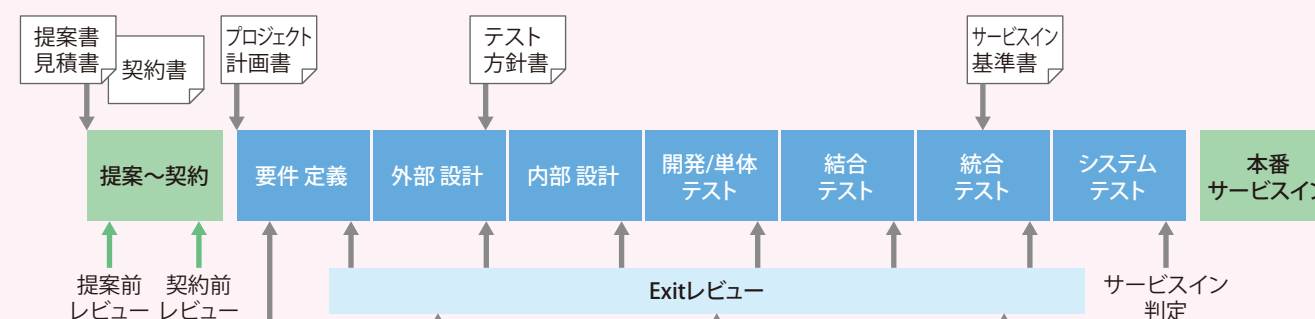 提案書
見積書
契約書
プロジェクト
計画書
テスト
方針書
サービスイン
基準書
提案～契約
要件 定義
外部 設計
内部 設計
開発/単体
テスト
結合
テスト
統合
テスト
システム
テスト
本番
サービスイン
提案前
レビュー
契約前
レビュー
Exitレビュー
サービスイン
判定